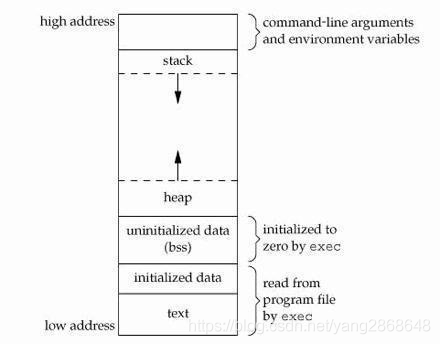 high address
command-line arguments
and environment variables
stack
heap
uninitialized data
(bss)
initialized to
zero by exec
initialized data
read from
program file
by exec
text
low address
https://blog.csdn.net/yang2868648